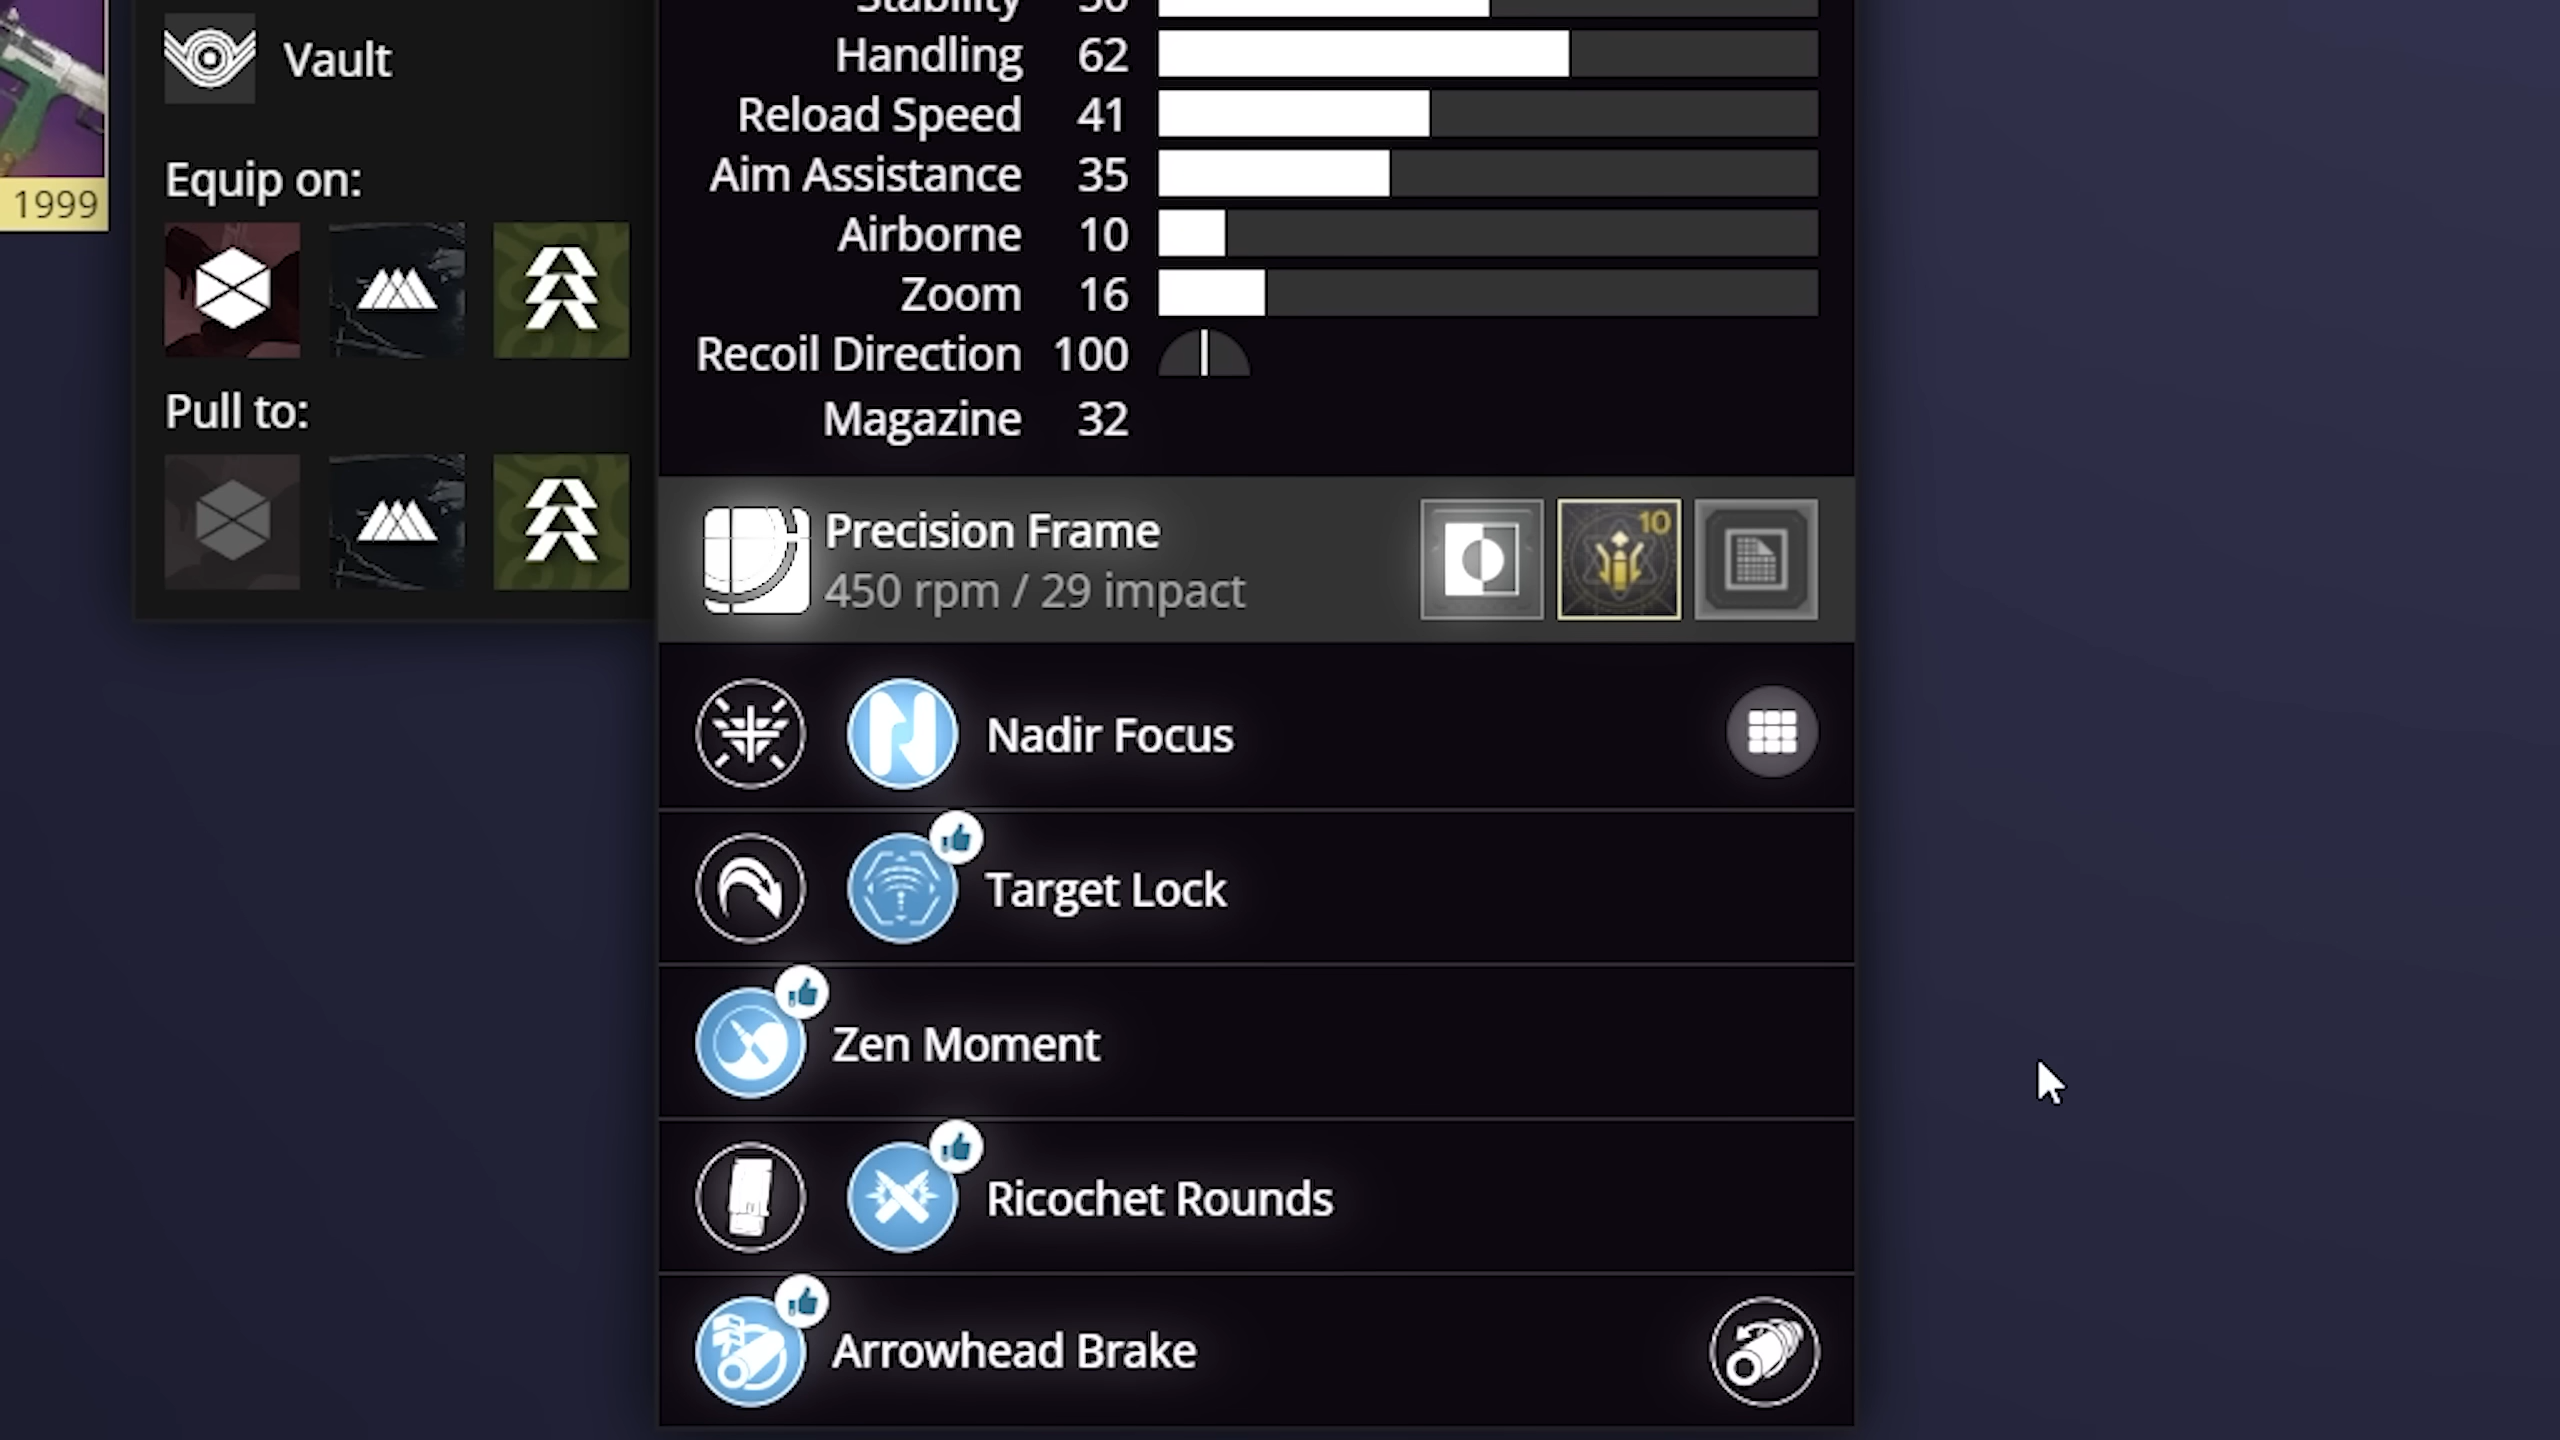 Vault
1999
Equip on:
Pull to:
Stability 50
Handling 62
Reload Speed 41
Aim Assistance 35
Airborne 10
Zoom 16
Recoil Direction 100
Magazine 32
Precision Frame
450 rpm / 29 impact
10
Nadir Focus
Target Lock
Zen Moment
Ricochet Rounds
Arrowhead Brake